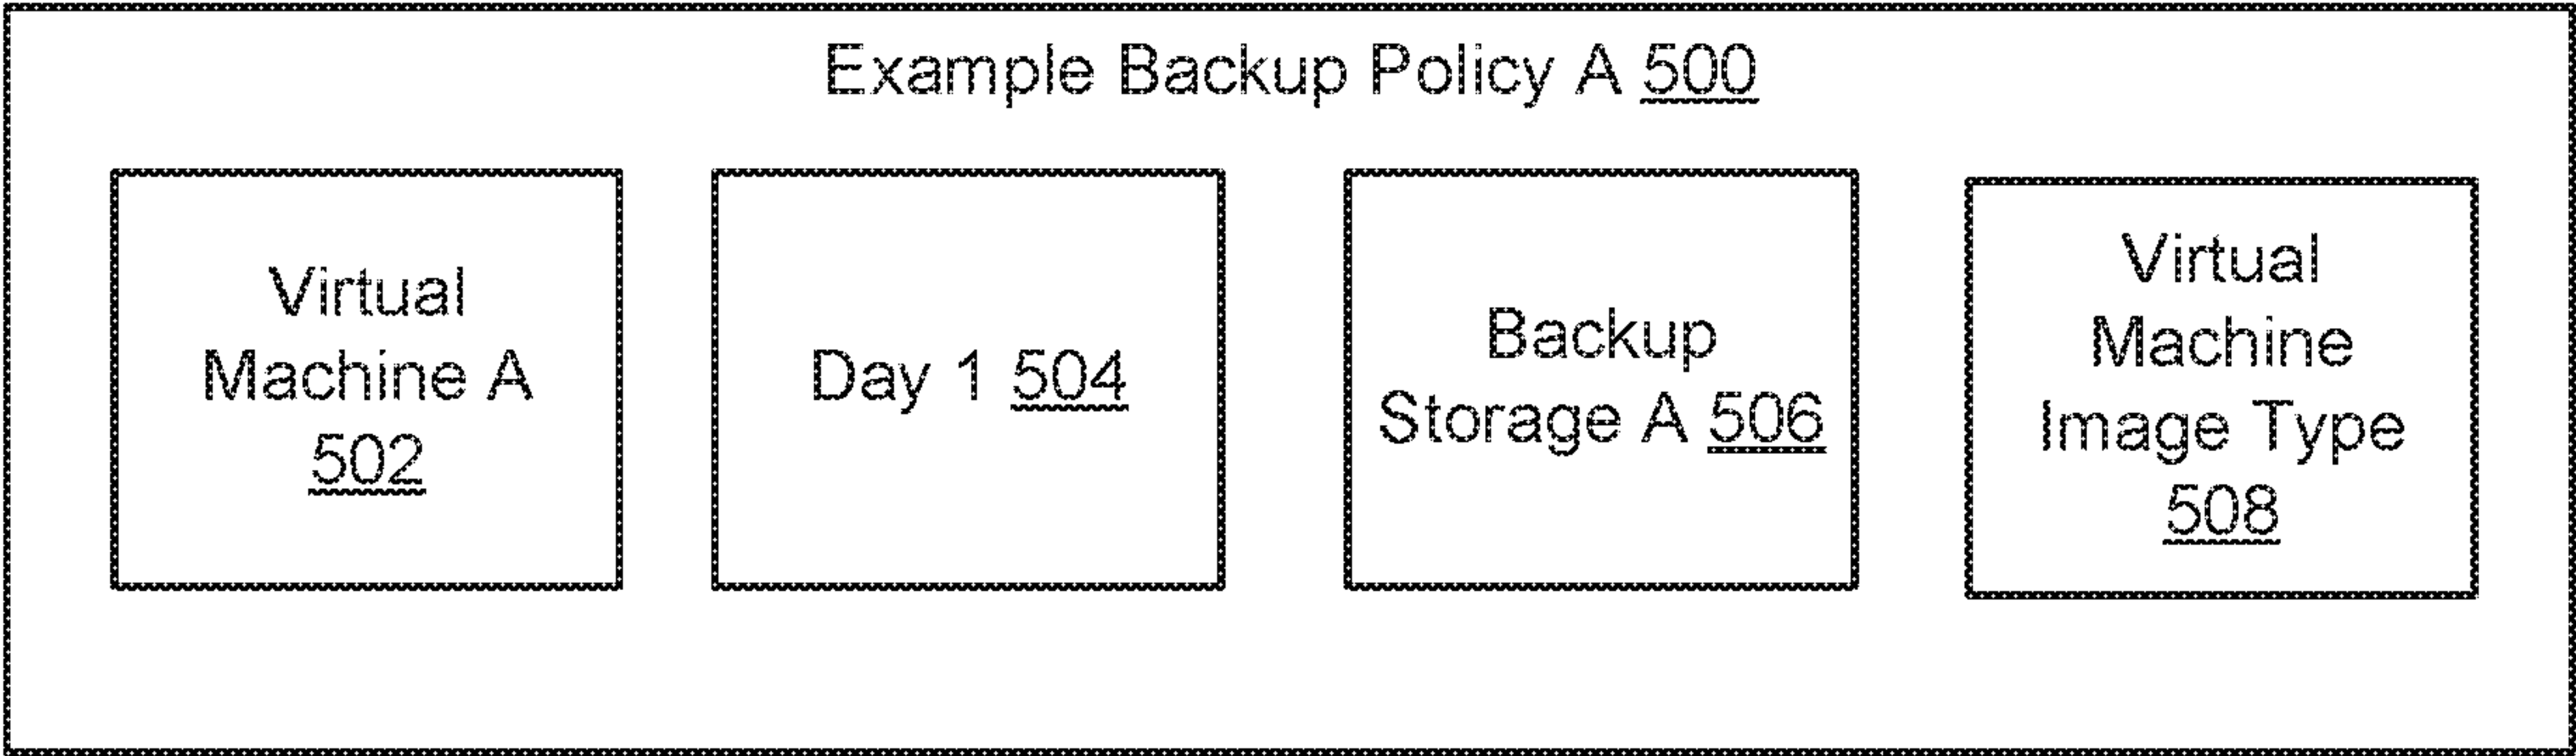 Example Backup Policy A 500
Virtual
Machine A
502
Day 1 504
Backup
Storage A 506
Virtual
Machine
Image Type
508